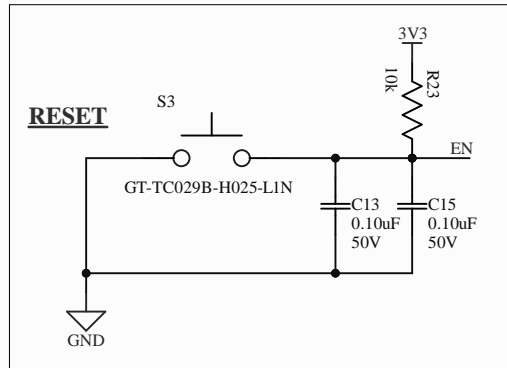 3V3
R23
10k
S3
RESET
EN
GT-TC029B-H025-L1N
C13
0.10uF
50V
C15
0.10uF
50V
GND